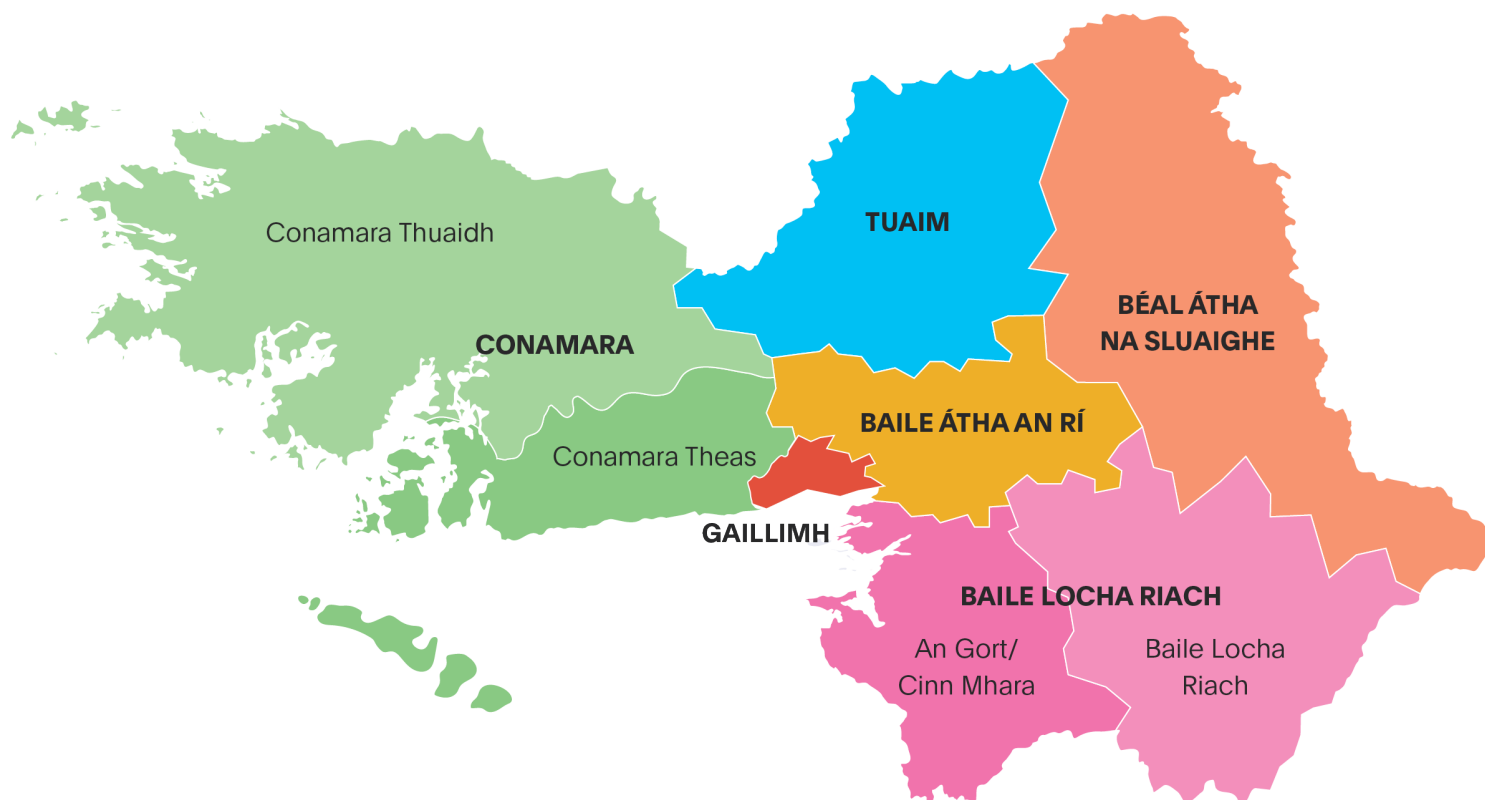 TUAIM
Conamara Thuaidh
BÉAL ÁTHA
NA SLUAIGHE
CONAMARA
BAILE ÁTHA AN RÍ
Conamara Theas
GAILLIMH
BAILE LOCHA RIACH
An Gort/
Cinn Mhara
Baile Locha
Riach